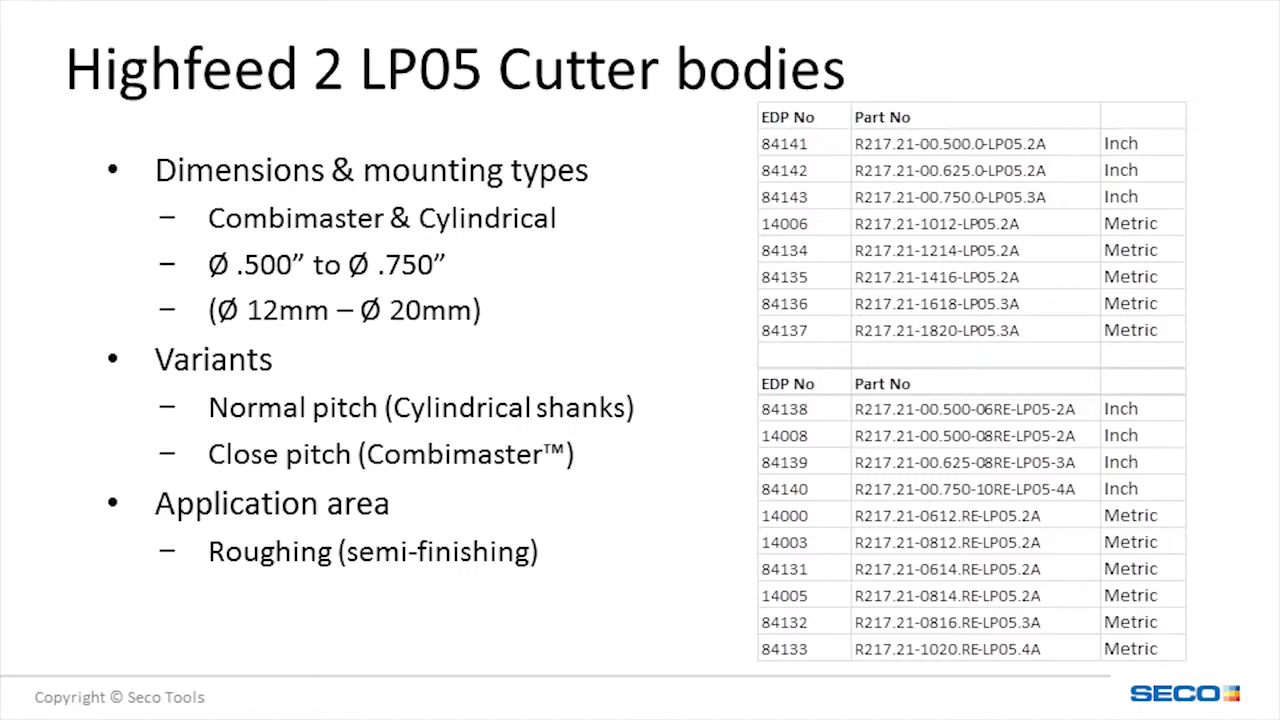 Highfeed 2 LP05 Cutter bodies
• Dimensions & mounting types
– Combimaster & Cylindrical
– Ø .500” to Ø .750”
– (Ø 12mm – Ø 20mm)
• Variants
– Normal pitch (Cylindrical shanks)
– Close pitch (Combimaster™)
• Application area
– Roughing (semi-finishing)
EDP No Part No
84141 R217.21-00.500.0-LP05.2A Inch
84142 R217.21-00.625.0-LP05.2A Inch
84143 R217.21-00.750.0-LP05.3A Inch
14006 R217.21-1012-LP05.2A Metric
84134 R217.21-1214-LP05.2A Metric
84135 R217.21-1416-LP05.2A Metric
84136 R217.21-1618-LP05.3A Metric
84137 R217.21-1820-LP05.3A Metric
EDP No Part No
84138 R217.21-00.500-06RE-LP05-2A Inch
14008 R217.21-00.500-08RE-LP05-2A Inch
84139 R217.21-00.625-08RE-LP05-3A Inch
84140 R217.21-00.750-10RE-LP05-4A Inch
14000 R217.21-0612.RE-LP05.2A Metric
14003 R217.21-0812.RE-LP05.2A Metric
84131 R217.21-0614.RE-LP05.2A Metric
14005 R217.21-0814.RE-LP05.2A Metric
84132 R217.21-0816.RE-LP05.3A Metric
84133 R217.21-1020.RE-LP05.4A Metric
Copyright © Seco Tools
SECO